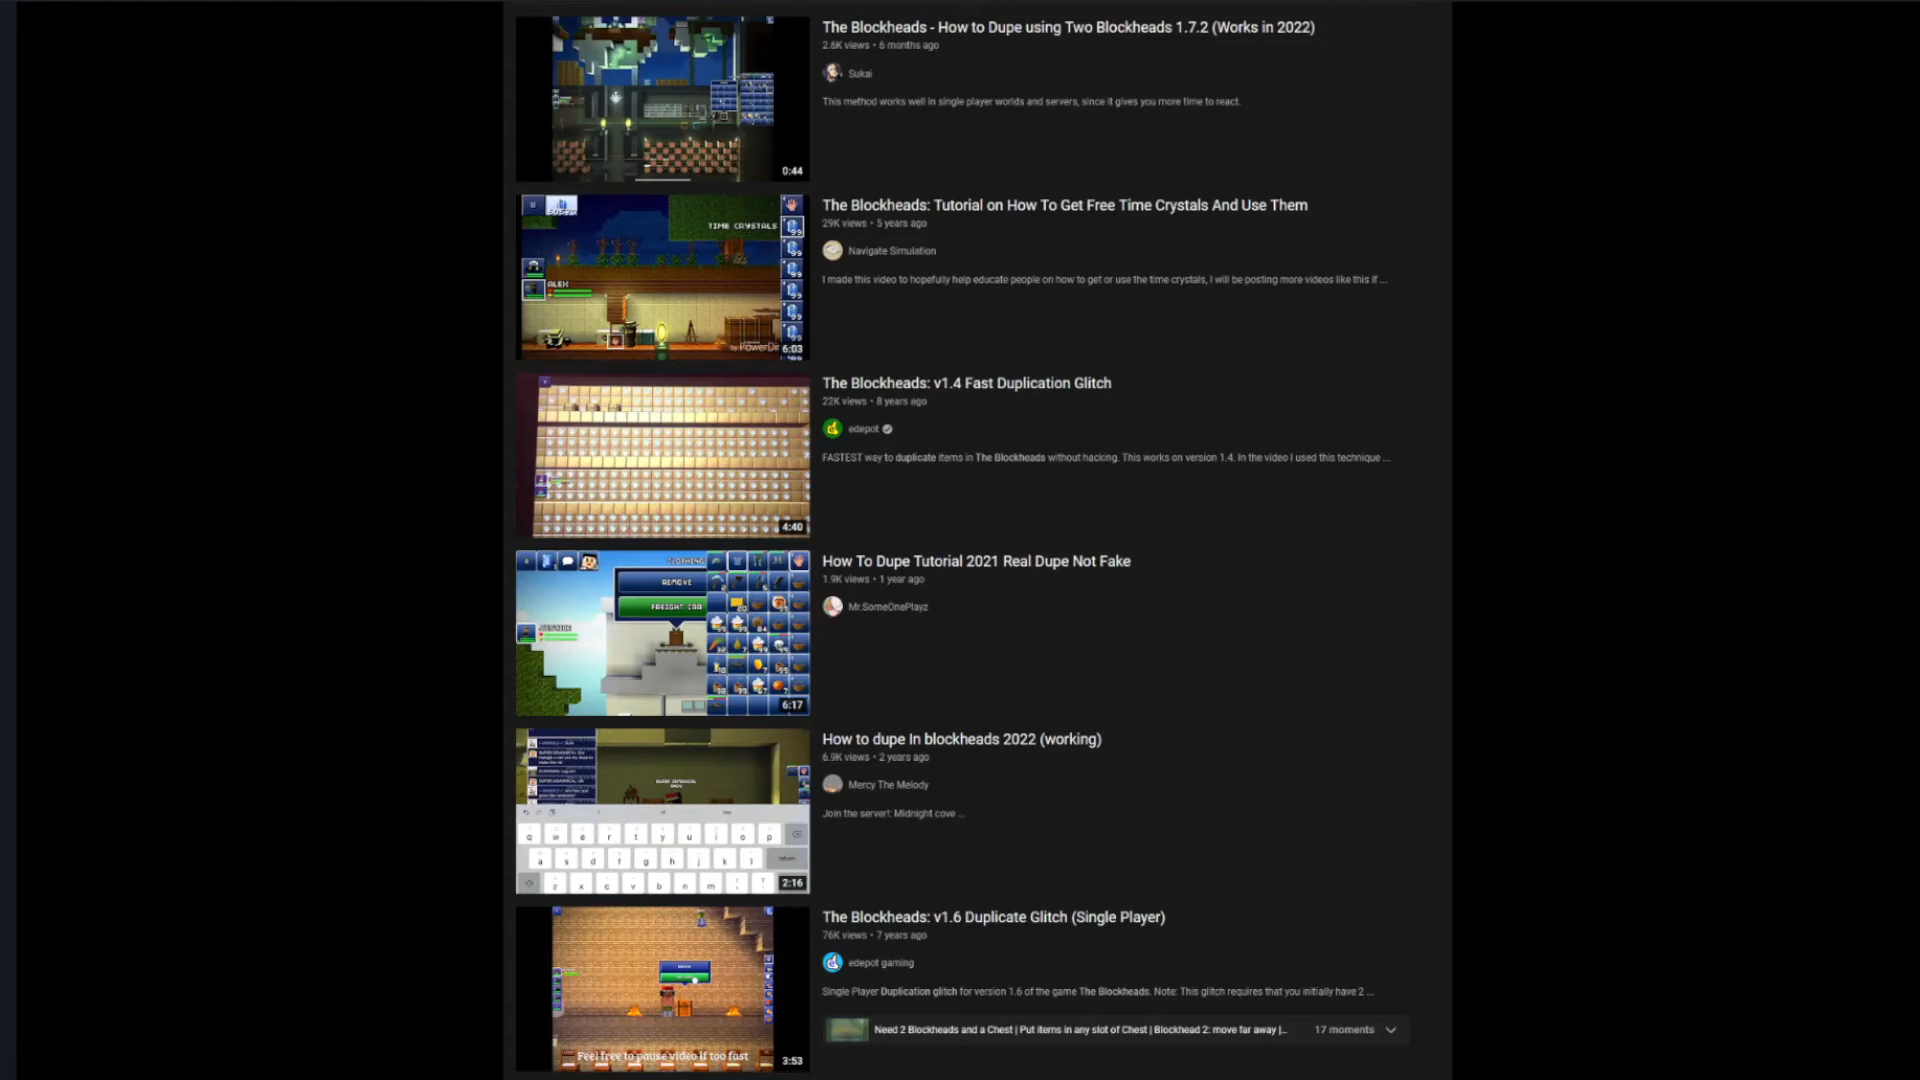 The Blockheads - How to Dupe using Two Blockheads 1.7.2 (Works in 2022)
2.6K views • 6 months ago
Sukai
This method works well in single player worlds and servers, since it gives you more time to react.
0:44
The Blockheads: Tutorial on How To Get Free Time Crystals And Use Them
29K views • 5 years ago
TIME CRYSTALS
Navigate Simulation
I made this video to hopefully help educate people on how to get or use the time crystals, I will be posting more videos like this if ...
ALEX
6:03
The Blockheads: v1.4 Fast Duplication Glitch
22K views • 8 years ago
edepot
FASTEST way to duplicate items in The Blockheads without hacking. This works on version 1.4. In the video I used this technique ...
4:40
How To Dupe Tutorial 2021 Real Dupe Not Fake
1.9K views • 1 year ago
CLOTHING
REMOVE
FREIGHT CAR
Mr.SomeOnePlayz
6:17
How to dupe In blockheads 2022 (working)
6.9K views • 2 years ago
Mercy The Melody
Join the server!: Midnight cove ...
q w e r t y u i o p
a s d f g h j k l return
z x c v b n m
2:16
The Blockheads: v1.6 Duplicate Glitch (Single Player)
76K views • 7 years ago
edepot gaming
Single Player Duplication glitch for version 1.6 of the game The Blockheads. Note: This glitch requires that you initially have 2 ...
Need 2 Blockheads and a Chest | Put items in any slot of Chest | Blockhead 2: move far away |...
17 moments
Feel free to pause video if too fast
3:53